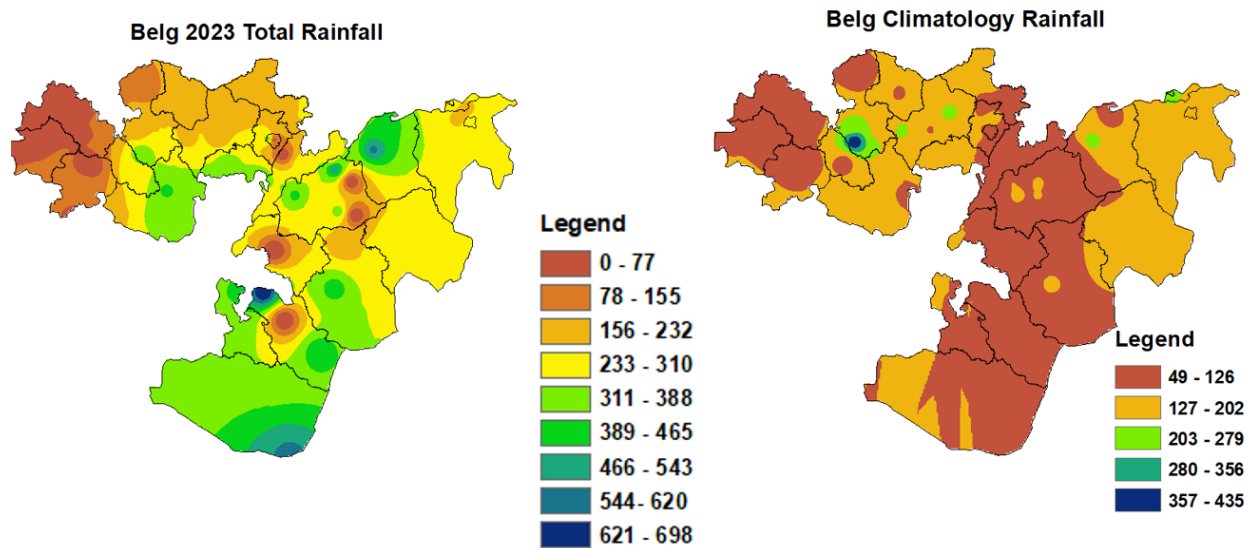 Belg 2023 Total Rainfall
Belg Climatology Rainfall
Legend
0 - 77
78 - 155
156 - 232
233 - 310
311 - 388
389 - 465
466 - 543
544 - 620
621 - 698
Legend
49 - 126
127 - 202
203 - 279
280 - 356
357 - 435